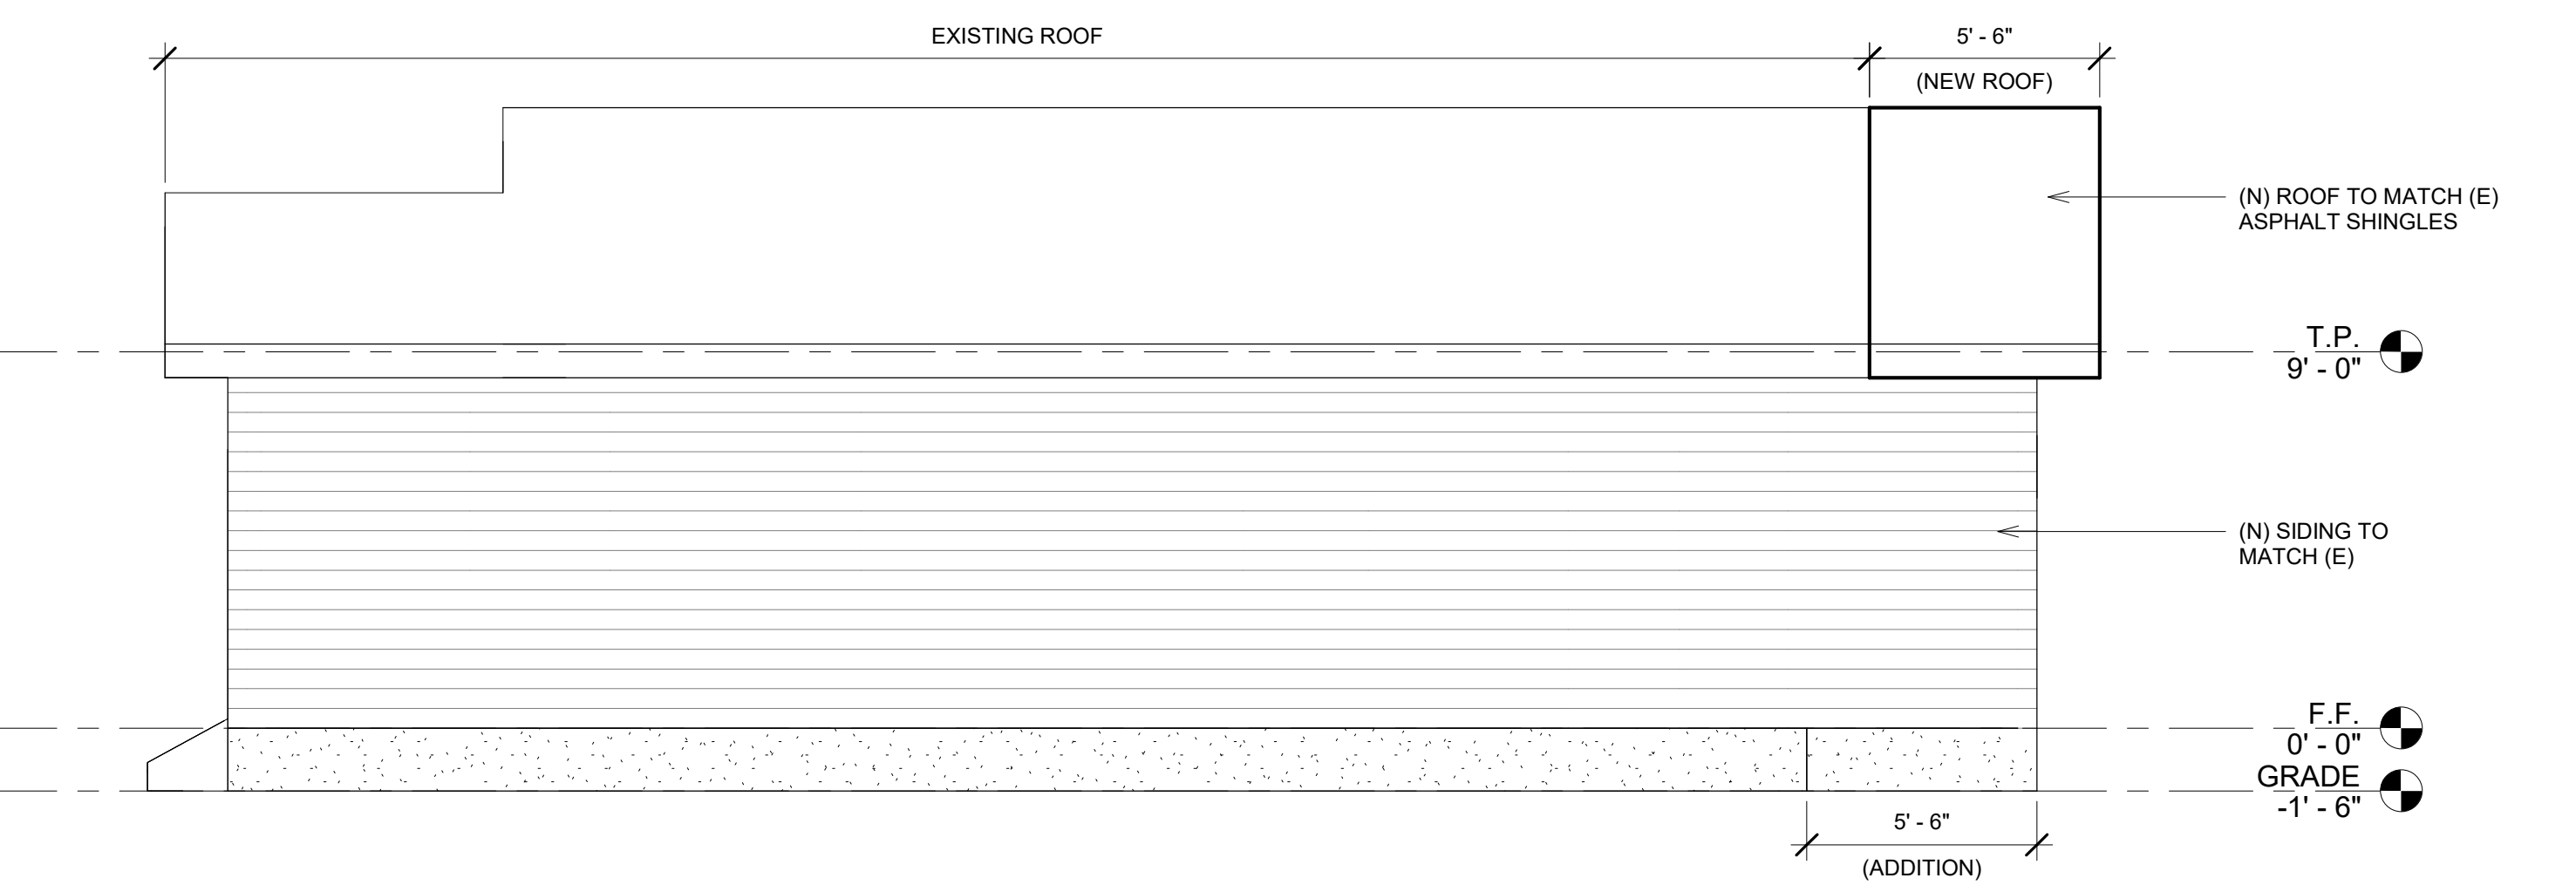 EXISTING ROOF
5' - 6"
(NEW ROOF)
(N) ROOF TO MATCH (E)
ASPHALT SHINGLES
T.P.
9' - 0"
(N) SIDING TO
MATCH (E)
F.F.
0' - 0"
GRADE
-1' - 6"
5' - 6"
(ADDITION)